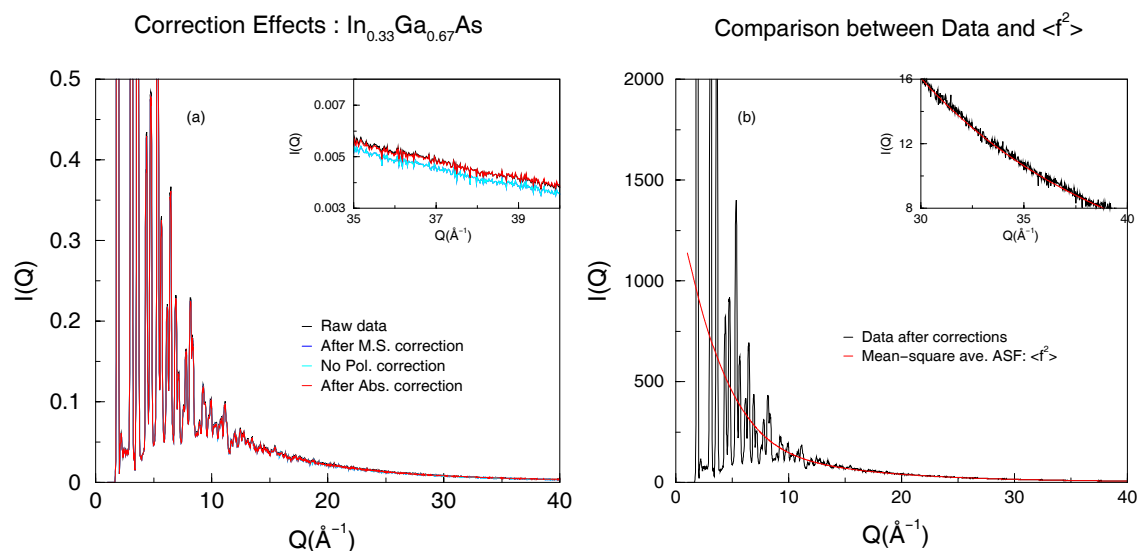 Correction Effects : In0.33Ga0.67As
Comparison between Data and <f2>
(a)
I(Q)
0.5
0.4
0.3
0.2
0.1
0
0 10 20 30 40
Q(Å−1)
I(Q)
0.007
0.005
0.003
35 37 39
Q(Å−1)
Raw data
After M.S. correction
No Pol. correction
After Abs. correction
(b)
I(Q)
2000
1500
1000
500
0
0 10 20 30 40
Q(Å−1)
I(Q)
16
12
8
30 35 40
Q(Å−1)
Data after corrections
Mean−square ave. ASF: <f2>